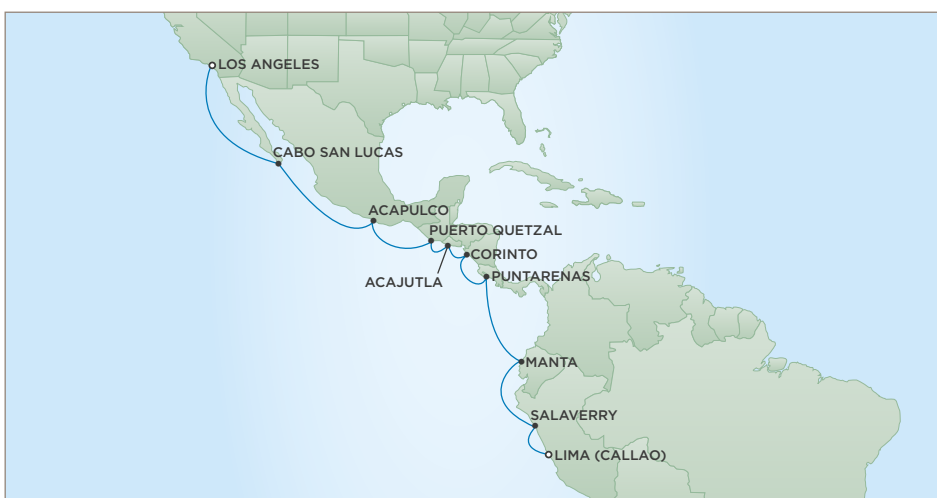 LOS ANGELES
CABO SAN LUCAS
ACAPULCO
PUERTO QUETZAL
CORINTO
ACAJUTLA
PUNTARENAS
MANTA
SALAVERRY
LIMA (CALLAO)